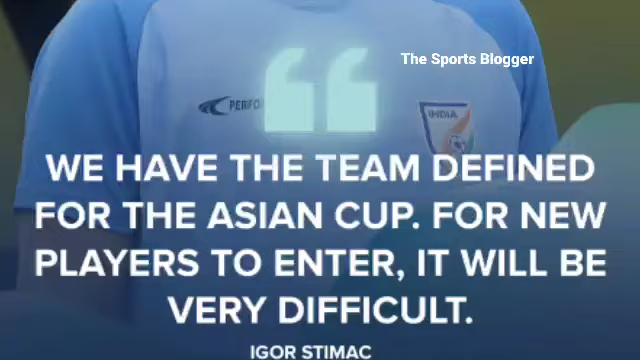 The Sports Blogger
PERFO
INDIA
WE HAVE THE TEAM DEFINED
FOR THE ASIAN CUP. FOR NEW
PLAYERS TO ENTER, IT WILL BE
VERY DIFFICULT.
IGOR STIMAC